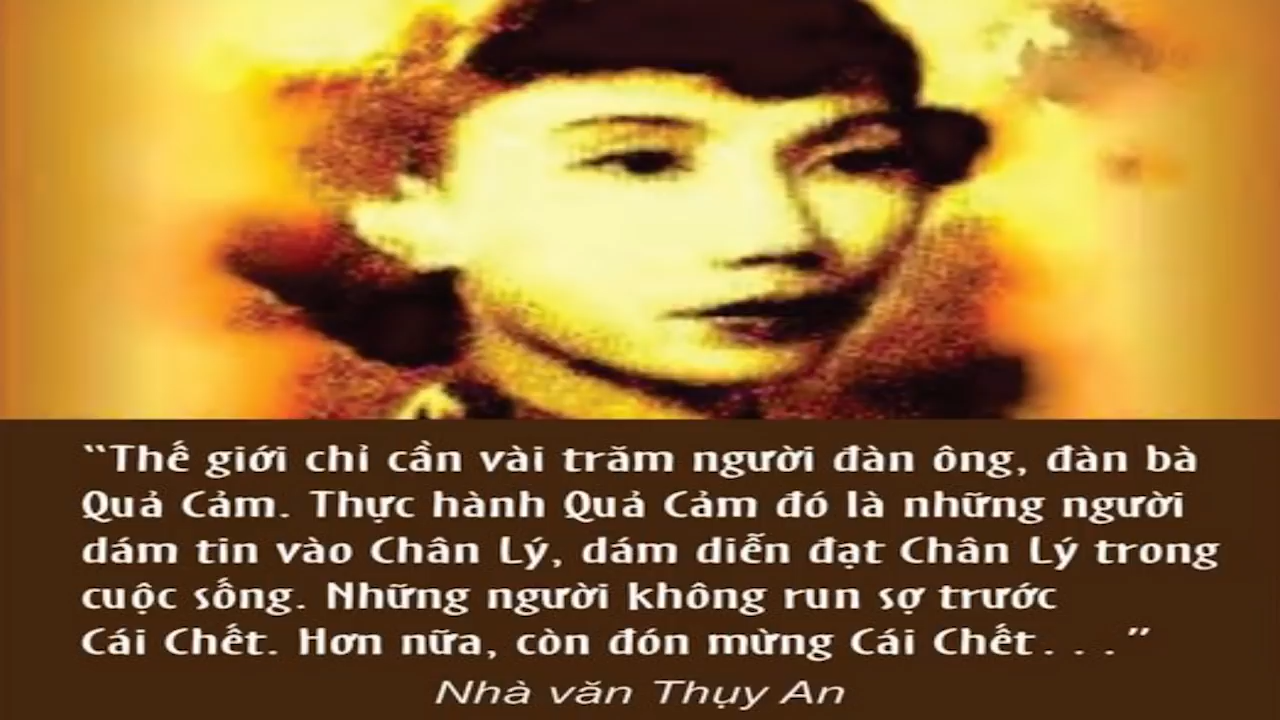 “Thế giới chỉ cần vài trăm người đàn ông, đàn bà
Quả Cảm. Thực hành Quả Cảm đó là những người
dám tin vào Chân Lý, dám diễn đạt Chân Lý trong
cuộc sống. Những người không run sợ trước
Cái Chết. Hơn nữa, còn đón mừng Cái Chết. . .”
Nhà văn Thụy An